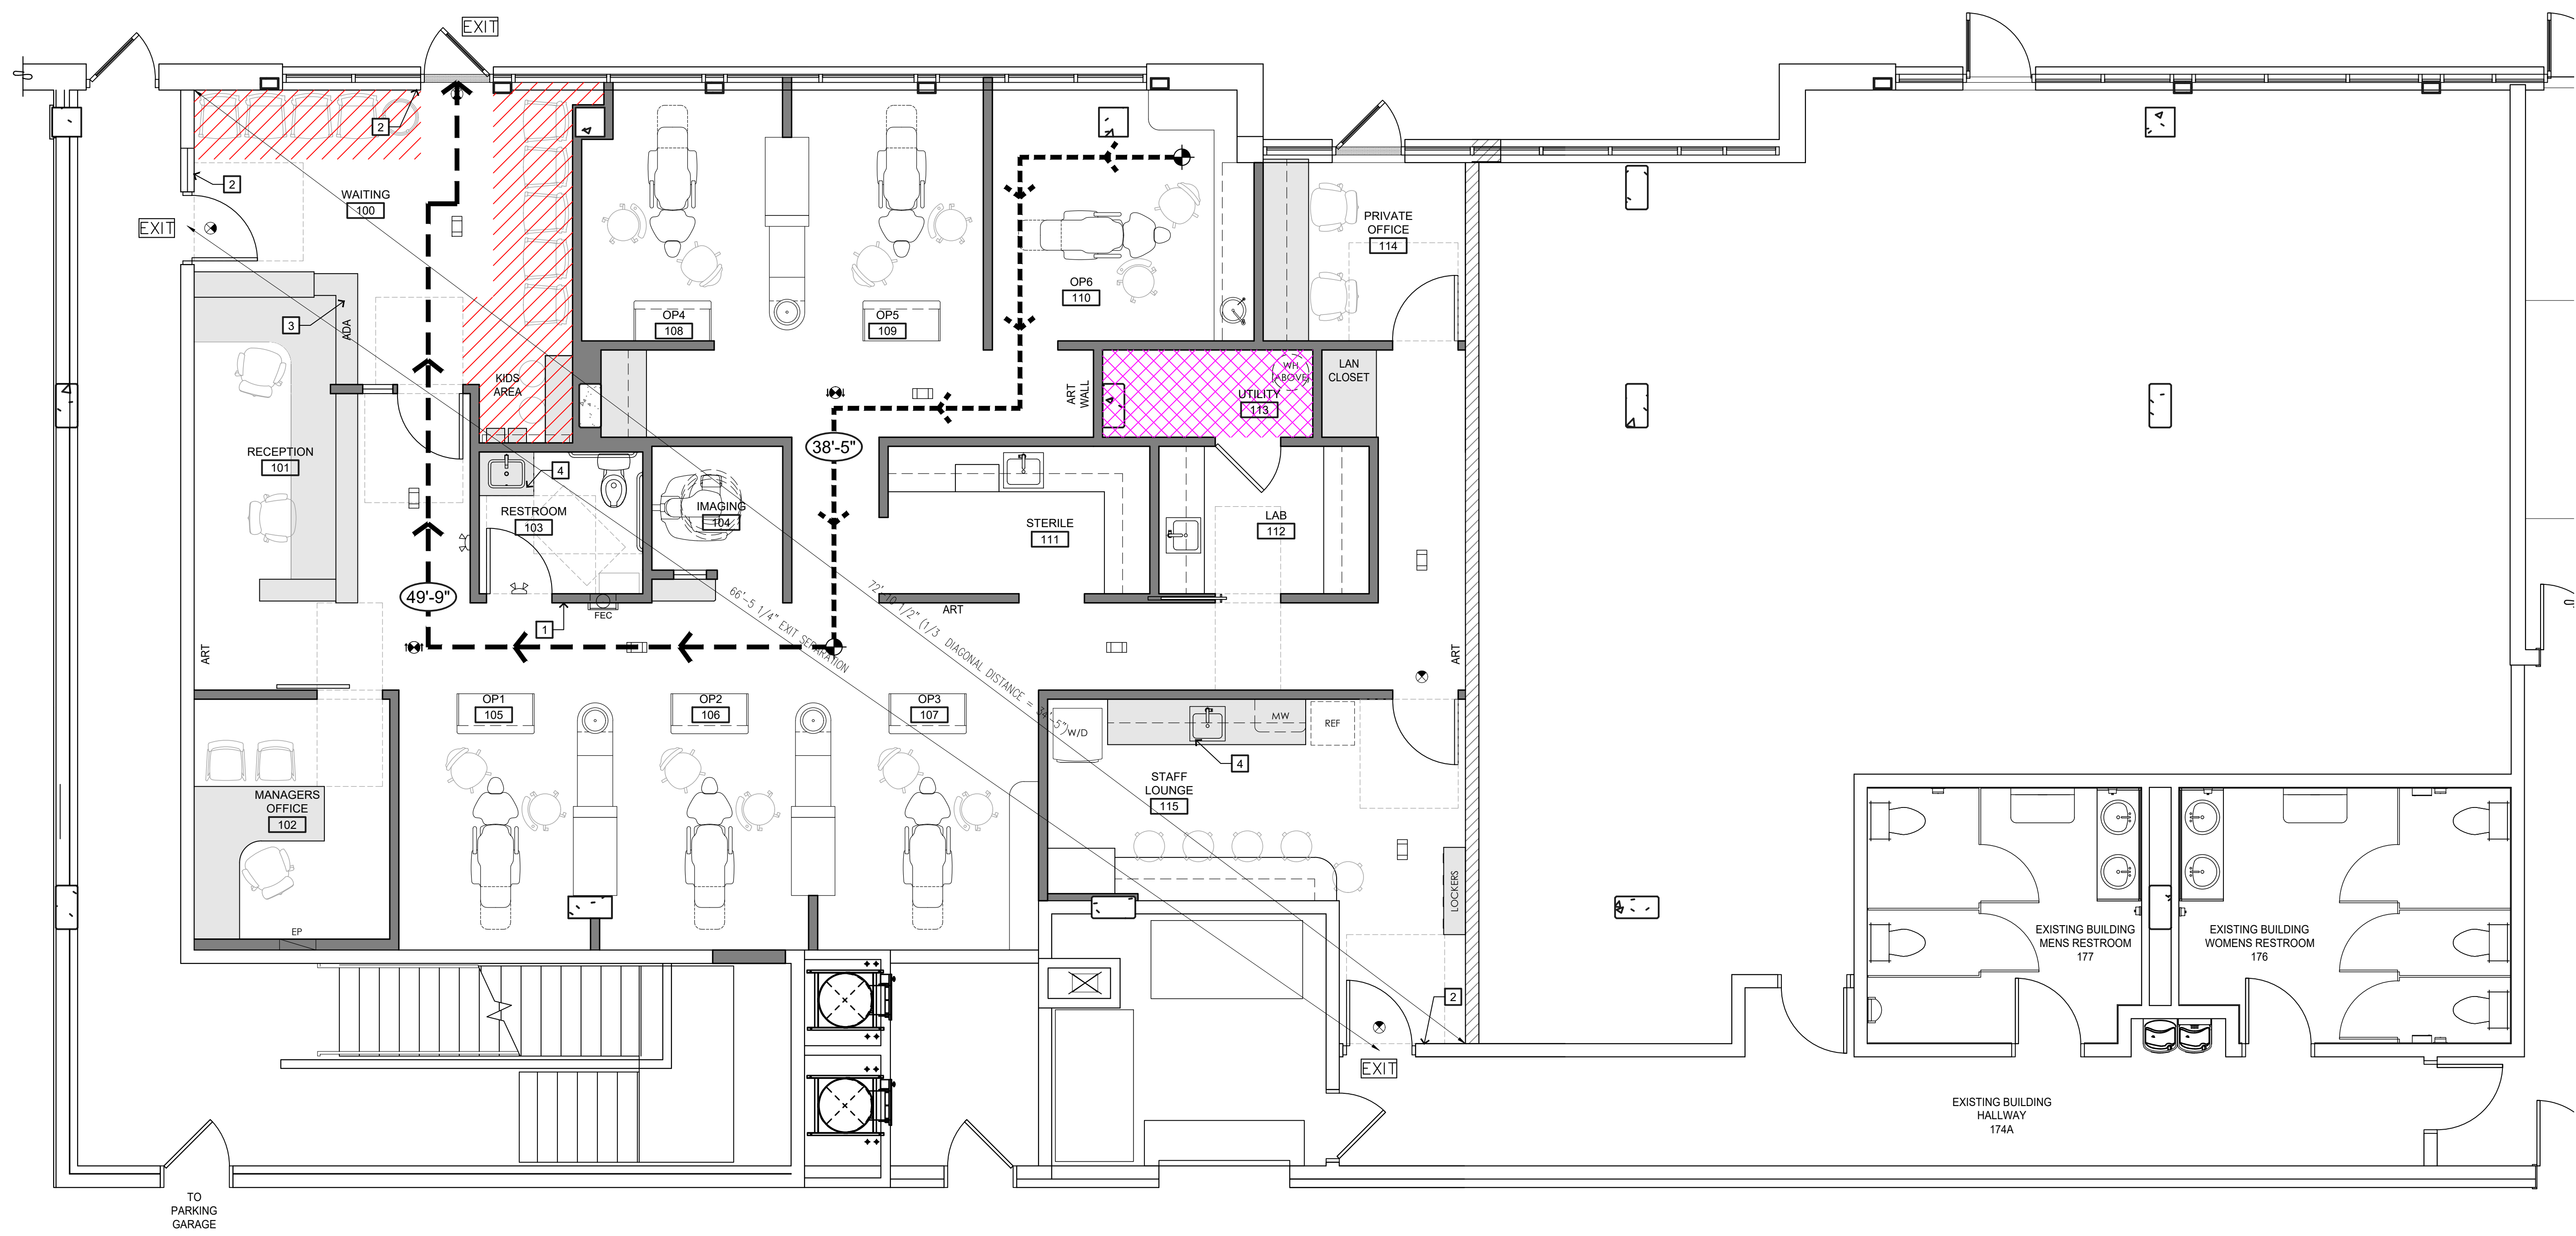 EXIT
2
2
WAITING
100
EXIT
3
ADA
KIDS
AREA
OP4
108
OP5
109
OP6
110
PRIVATE
OFFICE
114
ART
WALL
WH
ABOVE
UTILITY
113
LAN
CLOSET
RECEPTION
101
38'-5"
4
RESTROOM
103
IMAGING
104
STERILE
111
LAB
112
49'-9"
FEC
1
ART
66'-5 1/4" EXIT SEPARATION
72'-10 1/2" (1/3 DIAGONAL DISTANCE = 34'-5")
ART
ART
OP1
105
OP2
106
OP3
107
W/D
MW
REF
4
STAFF
LOUNGE
115
MANAGERS
OFFICE
102
LOCKERS
EP
2
EXIT
EXISTING BUILDING
MENS RESTROOM
177
EXISTING BUILDING
WOMENS RESTROOM
176
EXISTING BUILDING
HALLWAY
174A
TO
PARKING
GARAGE